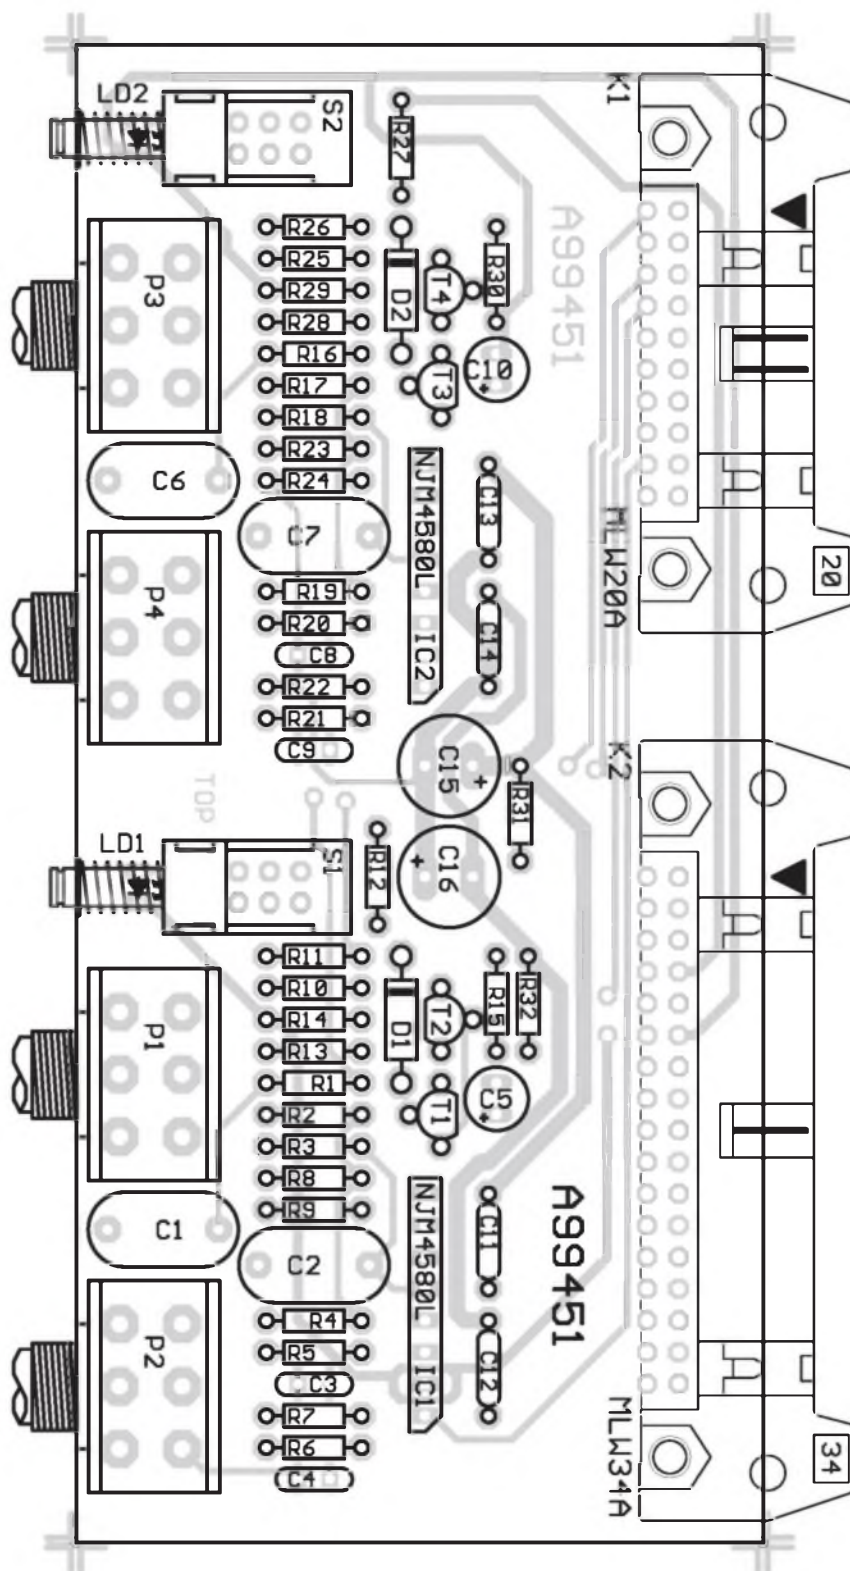 LD2
S2
K1
R27
R26
R25
R29
R28
R16
R17
R18
R23
R24
P3
D2
T4
R30
T3
C10
A99451
C6
C7
NJM4580L
IC2
C13
C14
MLW20A
20
P4
R19
R20
C8
R22
R21
C9
C15
+
K2
R31
TOP
LD1
S1
R12
C16
+
R11
R10
R14
R13
R1
R2
R3
R8
R9
P1
D1
T2
R15
R32
T1
C5
+
C1
C2
NJM4580L
IC1
C11
C12
A99451
P2
R4
R5
C3
R7
R6
C4
MLW34A
34